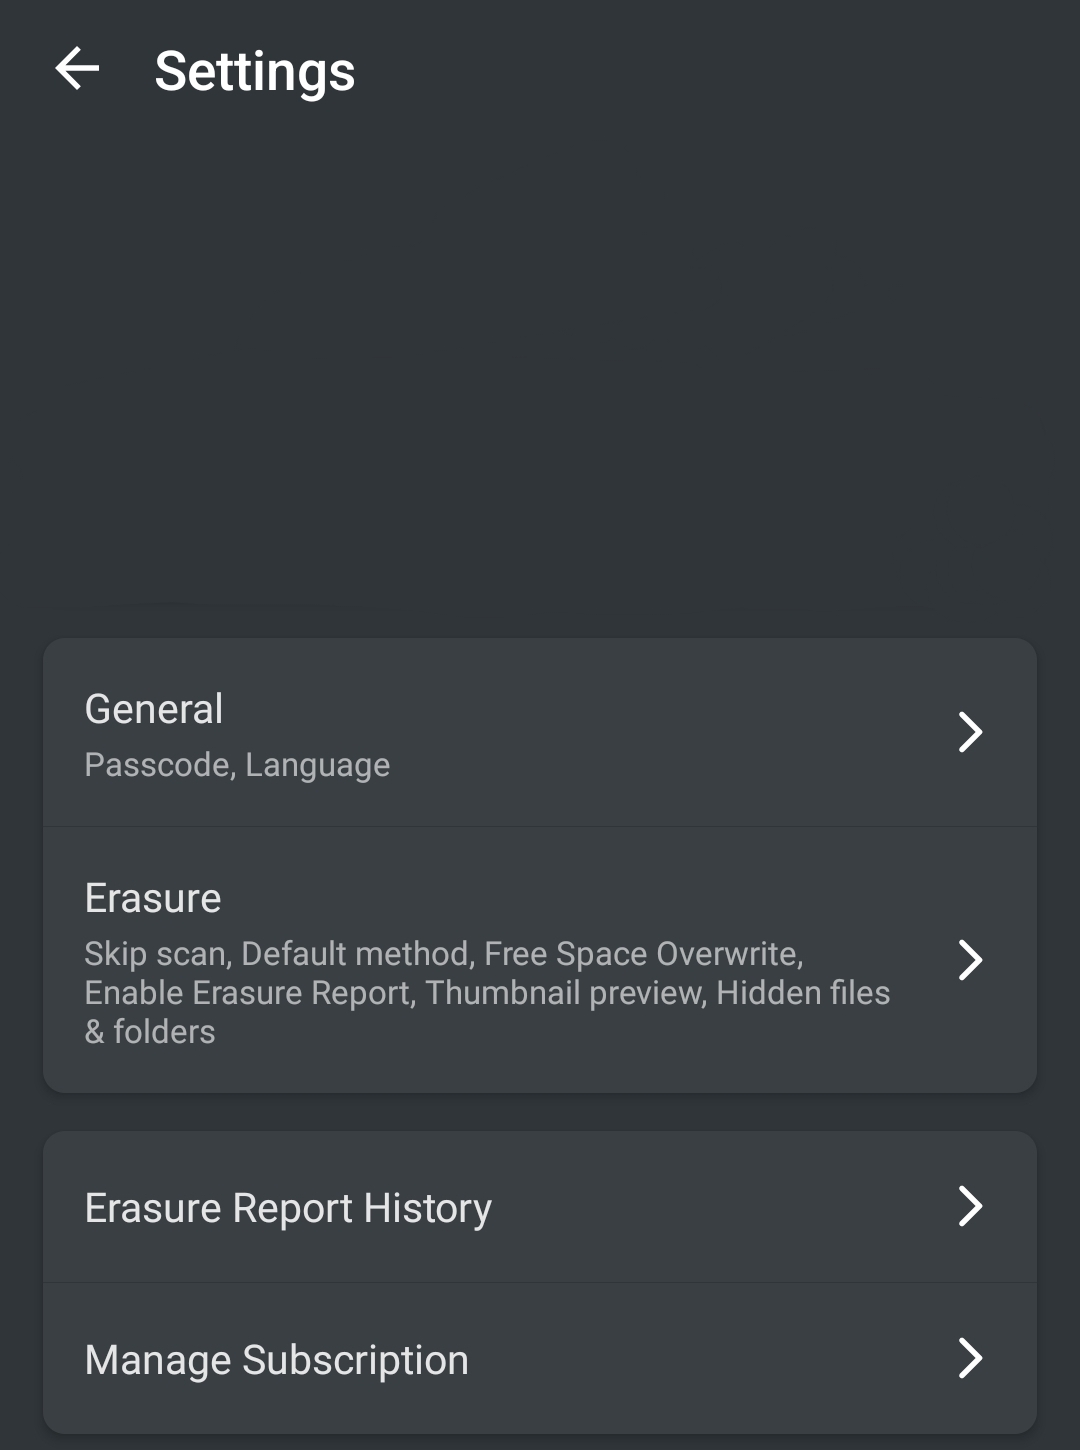 Settings
General
Passcode, Language
Erasure
Skip scan, Default method, Free Space Overwrite,
Enable Erasure Report, Thumbnail preview, Hidden files
& folders
Erasure Report History
Manage Subscription